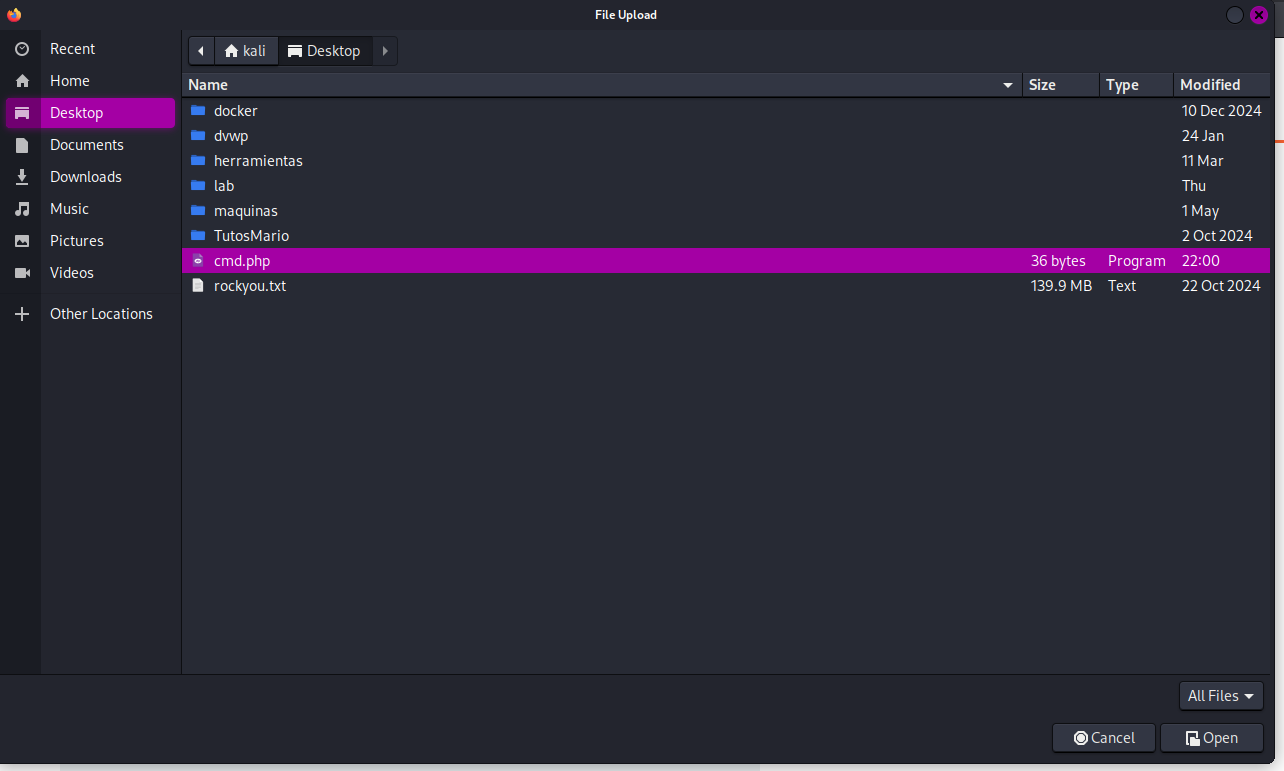 File Upload
Recent
Home
Desktop
Documents
Downloads
Music
Pictures
Videos
Other Locations
kali Desktop
Name Size Type Modified
docker 10 Dec 2024
dvwp 24 Jan
herramientas 11 Mar
lab Thu
maquinas 1 May
TutosMario 2 Oct 2024
cmd.php 36 bytes Program 22:00
rockyou.txt 139.9 MB Text 22 Oct 2024
All Files
Cancel Open